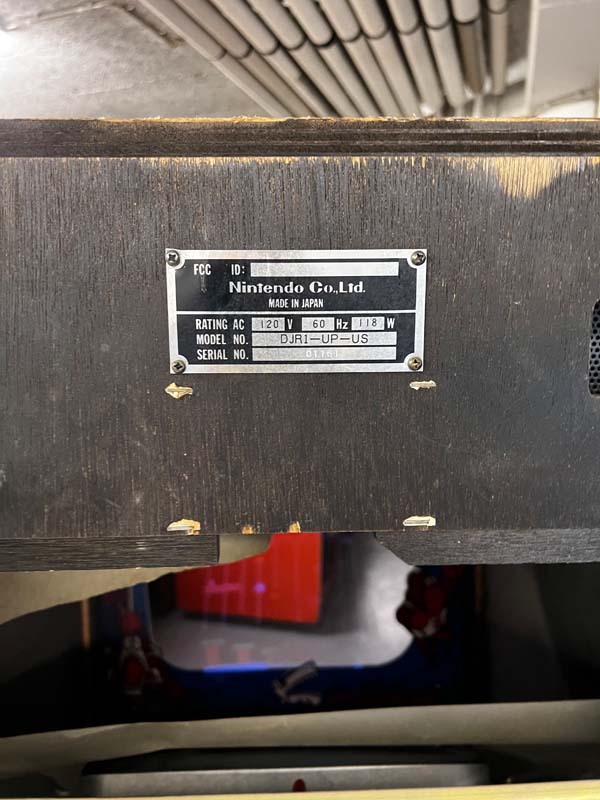 FCC ID:
Nintendo Co.,Ltd.
MADE IN JAPAN
RATING AC 120 V 60 Hz 118 W
MODEL NO. DJR1-UP-US
SERIAL NO.